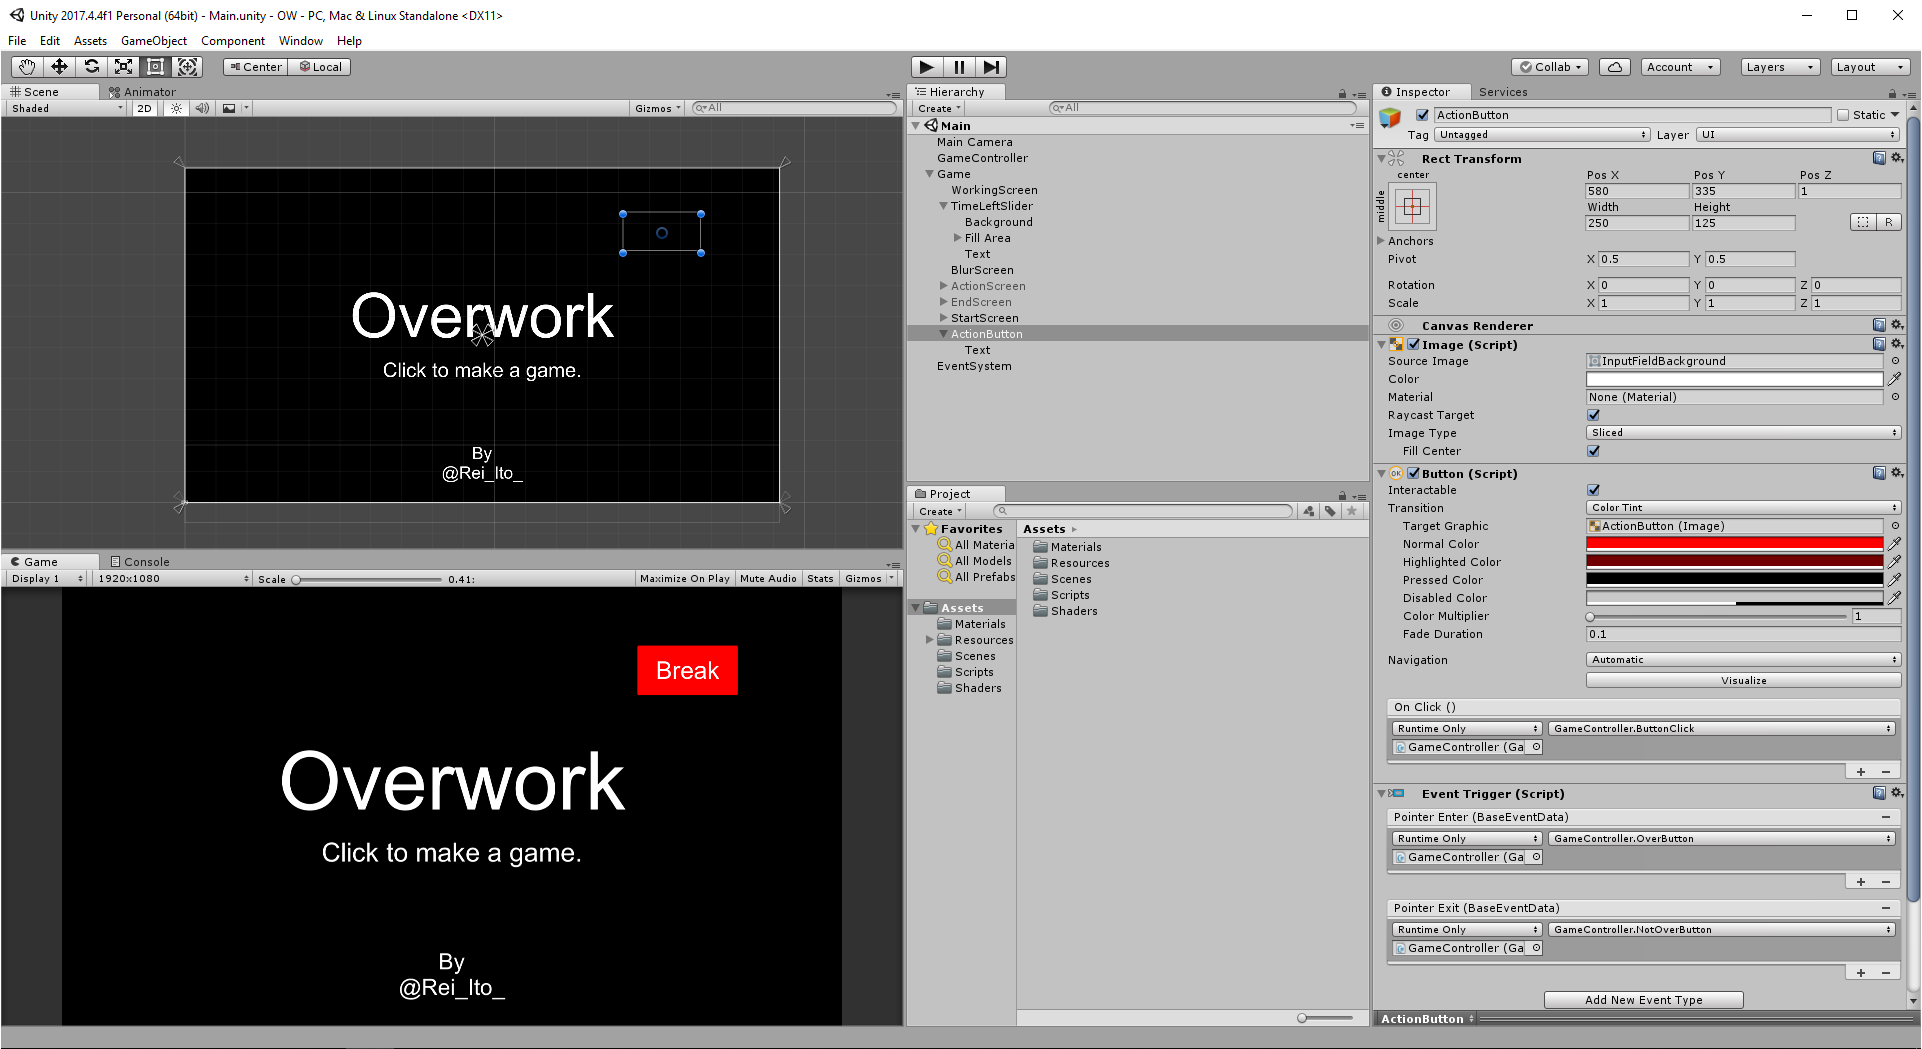 Unity 2017.4.4f1 Personal (64bit) - Main.unity - OW - PC, Mac & Linux Standalone <DX11>
File Edit Assets GameObject Component Window Help
Center Local
Collab Account Layers Layout
Scene Animator
Shaded 2D Gizmos All
Overwork
Click to make a game.
By
@Rei_Ito_
Game Console
Display 1 1920x1080 Scale 0.41: Maximize On Play Mute Audio Stats Gizmos
Break
Overwork
Click to make a game.
By
@Rei_Ito_
Hierarchy
Create All
Main
Main Camera
GameController
Game
WorkingScreen
TimeLeftSlider
Background
Fill Area
Text
BlurScreen
ActionScreen
EndScreen
StartScreen
ActionButton
Text
EventSystem
Project
Create
Favorites
All Materia
All Models
All Prefabs
Assets
Materials
Resources
Scenes
Scripts
Shaders
Assets
Materials
Resources
Scenes
Scripts
Shaders
Inspector Services
ActionButton Static
Tag Untagged Layer UI
Rect Transform
center
middle
Pos X Pos Y Pos Z
580 335 1
Width Height
250 125
R
Anchors
Pivot X 0.5 Y 0.5
Rotation X 0 Y 0 Z 0
Scale X 1 Y 1 Z 1
Canvas Renderer
Image (Script)
Source Image InputFieldBackground
Color
Material None (Material)
Raycast Target
Image Type Sliced
Fill Center
OK Button (Script)
Interactable
Transition Color Tint
Target Graphic ActionButton (Image)
Normal Color
Highlighted Color
Pressed Color
Disabled Color
Color Multiplier 1
Fade Duration 0.1
Navigation Automatic
Visualize
On Click ()
Runtime Only GameController.ButtonClick
GameController (Ga
+ −
Event Trigger (Script)
Pointer Enter (BaseEventData) −
Runtime Only GameController.OverButton
GameController (Ga
+ −
Pointer Exit (BaseEventData) −
Runtime Only GameController.NotOverButton
GameController (Ga
+ −
Add New Event Type
ActionButton